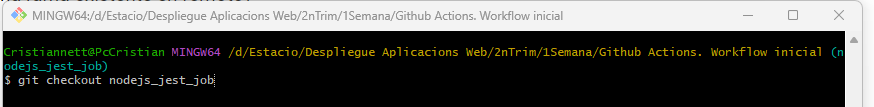 MINGW64:/d/Estacio/Despliegue Aplicacions Web/2nTrim/1Semana/Github Actions. Workflow inicial
Cristiannett@PcCristian MINGW64 /d/Estacio/Despliegue Aplicacions Web/2nTrim/1Semana/Github Actions. Workflow inicial (n
odejs_jest_job)
$ git checkout nodejs_jest_job